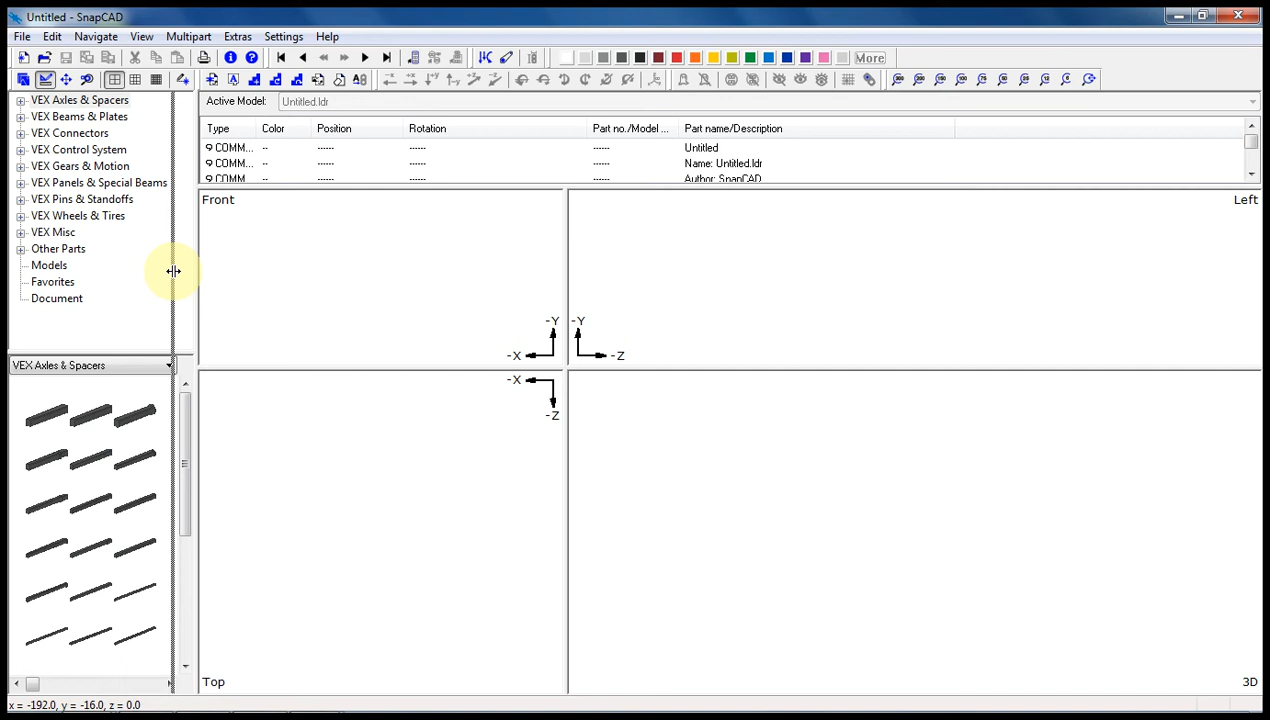 Untitled - SnapCAD
File Edit Navigate View Multipart Extras Settings Help
More
VEX Axles & Spacers
VEX Beams & Plates
VEX Connectors
VEX Control System
VEX Gears & Motion
VEX Panels & Special Beams
VEX Pins & Standoffs
VEX Wheels & Tires
VEX Misc
Other Parts
Models
Favorites
Document
VEX Axles & Spacers
Active Model: Untitled.ldr
Type Color Position Rotation Part no./Model ... Part name/Description
COMM... -- ------ ------ ------ Untitled
COMM... -- ------ ------ ------ Name: Untitled.ldr
COMM... -- ------ ------ ------ Author: SnapCAD
Front
-Y
-X
Left
-Y
-Z
-X
-Z
Top
3D
x = -192.0, y = -16.0, z = 0.0